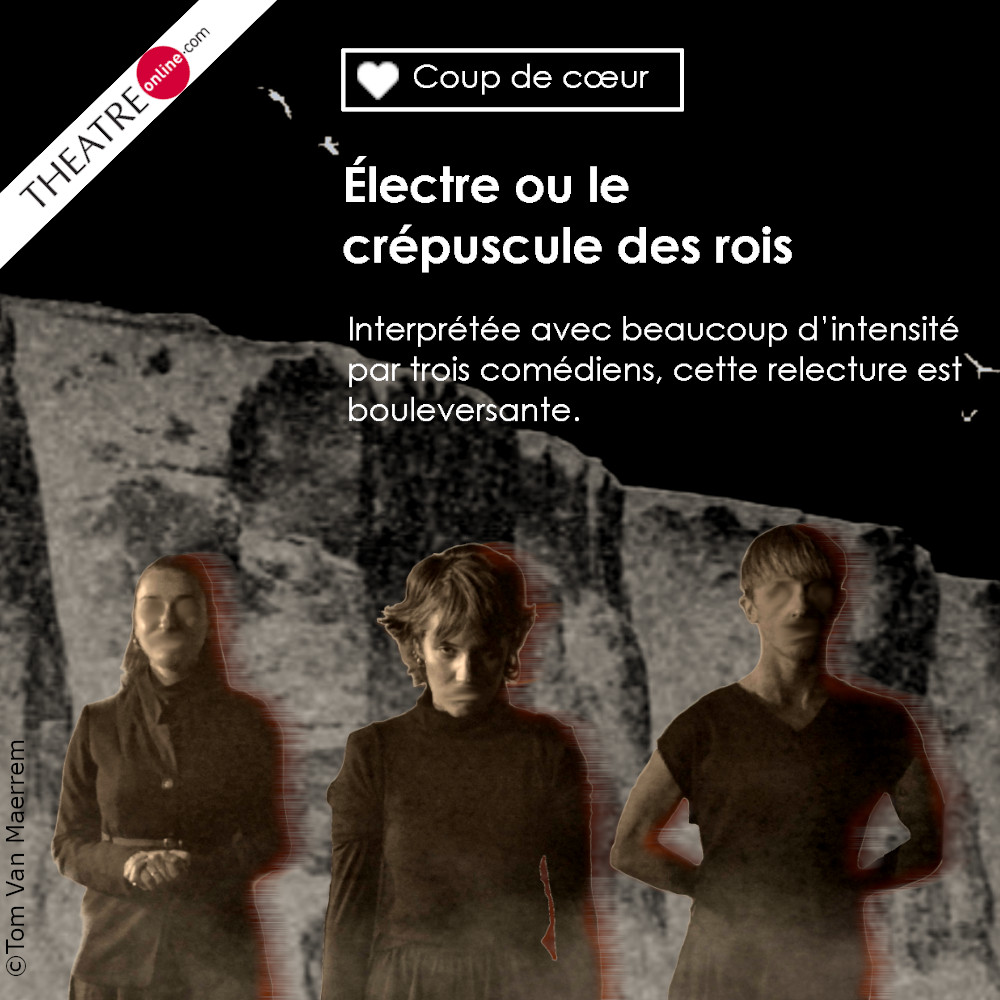 THEATRE online.com
Coup de cœur
Électre ou le
crépuscule des rois
Interprétée avec beaucoup d’intensité
par trois comédiens, cette relecture est
bouleversante.
©Tom Van Maerrem